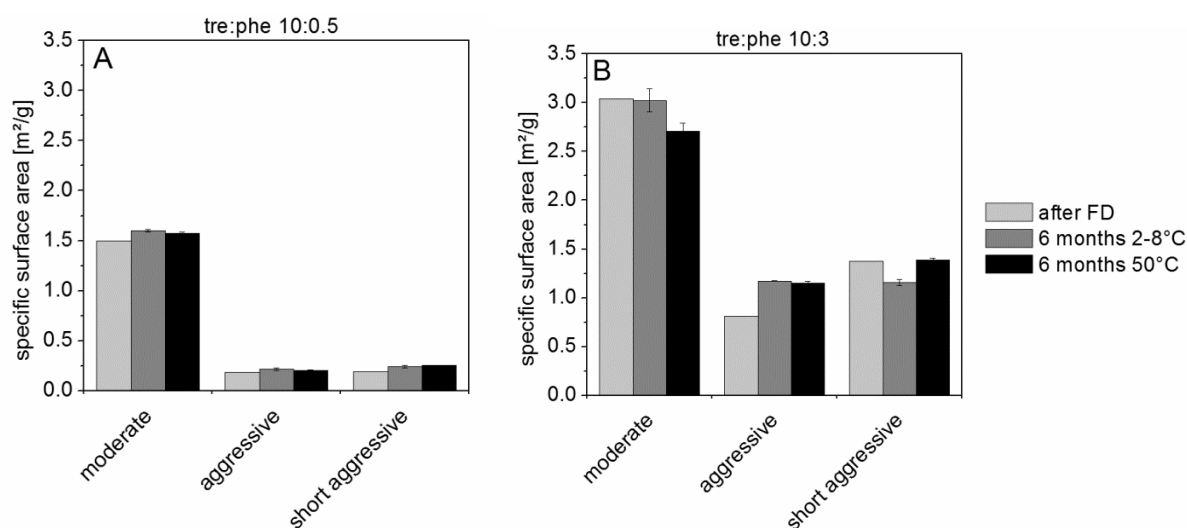 tre:phe 10:0.5
A
specific surface area [m²/g]
3.5
3.0
2.5
2.0
1.5
1.0
0.5
0.0
moderate
aggressive
short aggressive
tre:phe 10:3
B
specific surface area [m²/g]
3.5
3.0
2.5
2.0
1.5
1.0
0.5
0.0
moderate
aggressive
short aggressive
after FD
6 months 2-8°C
6 months 50°C